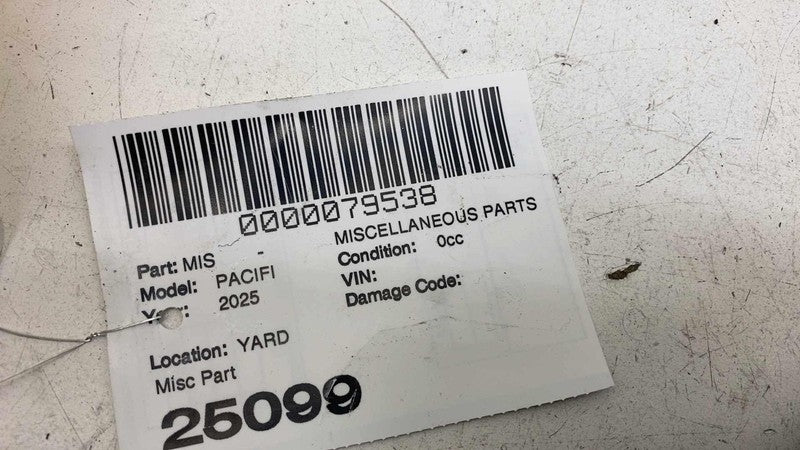 0000079538
Part: MIS - MISCELLANEOUS PARTS
Model: PACIFI Condition: 0cc
2025 VIN:
Damage Code:
Location: YARD
Misc Part
25099